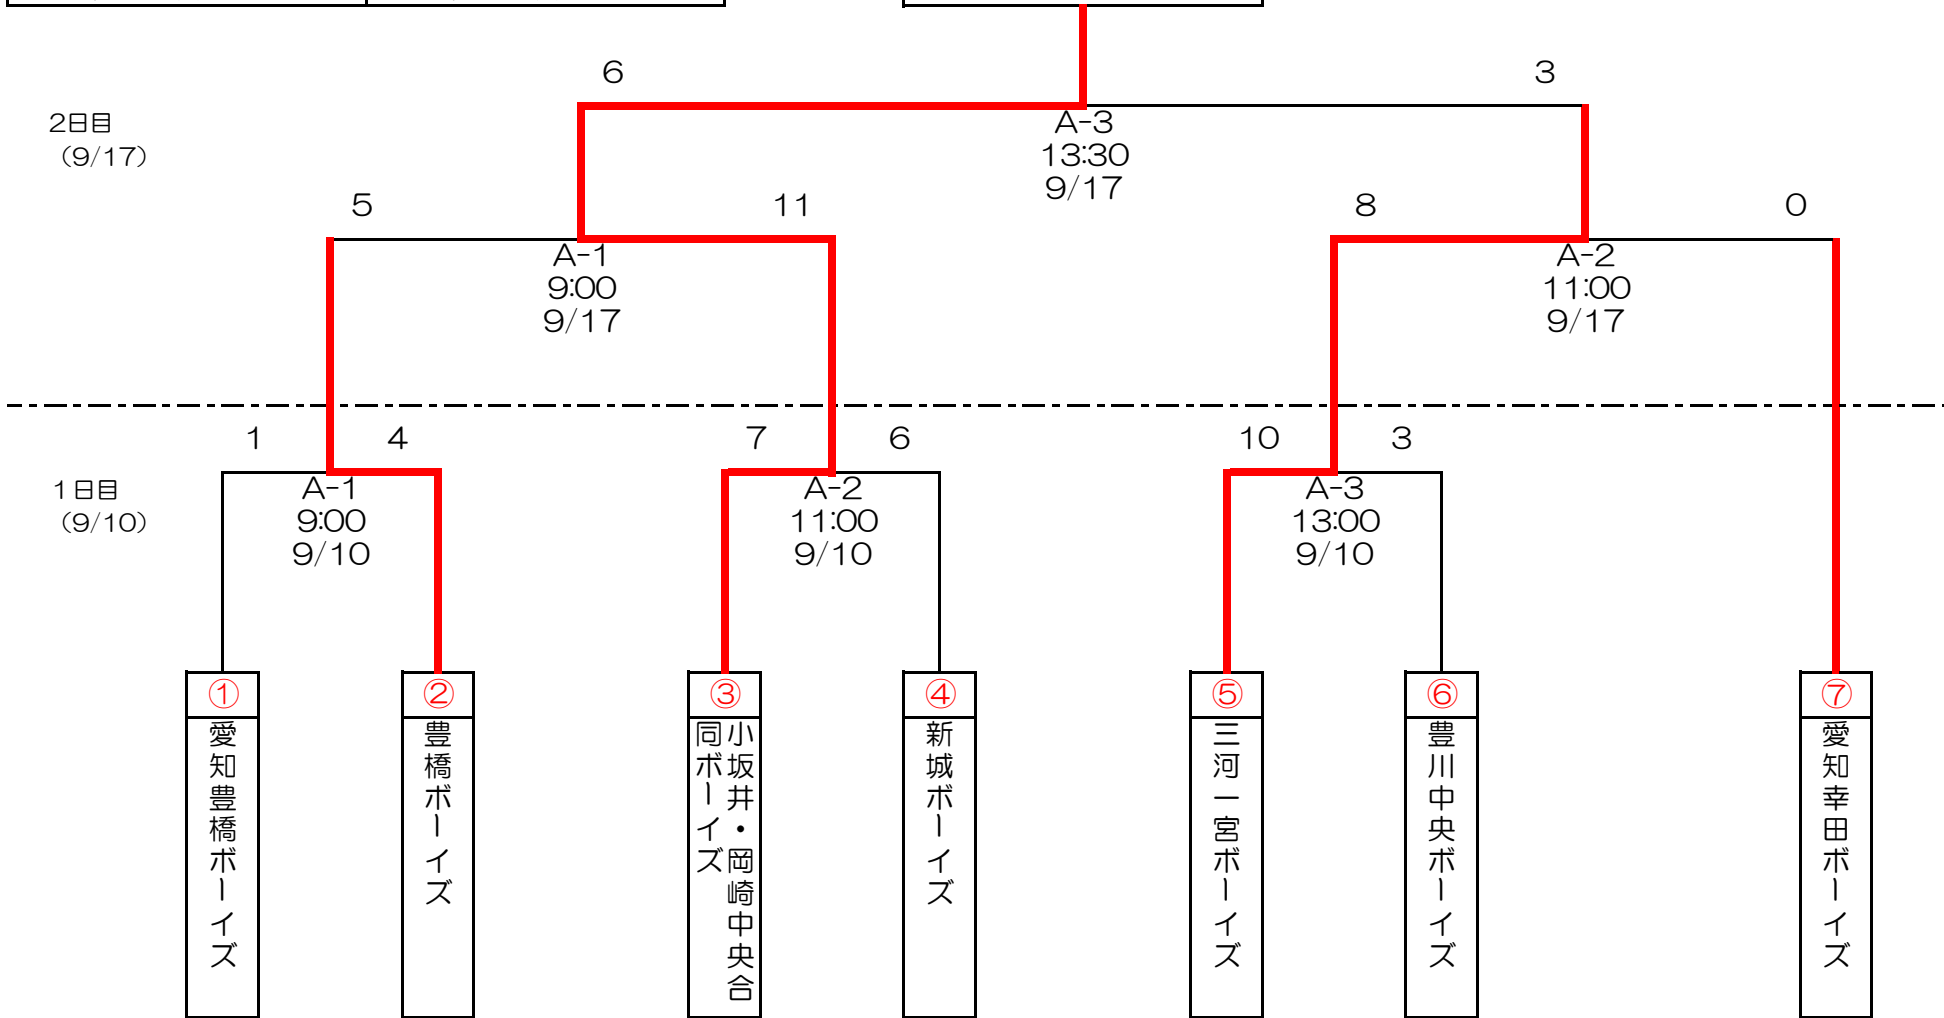 6
3
2日目
（9/17）
A-3
13:30
9/17
5
11
8
0
A-1
9:00
9/17
A-2
11:00
9/17
1
4
7
6
10
3
1日目
（9/10）
A-1
9:00
9/10
A-2
11:00
9/10
A-3
13:00
9/10
①
愛知豊橋ボーイズ
②
豊橋ボーイズ
③
小坂井・岡崎中央合
同ボーイズ
④
新城ボーイズ
⑤
三河一宮ボーイズ
⑥
豊川中央ボーイズ
⑦
愛知幸田ボーイズ